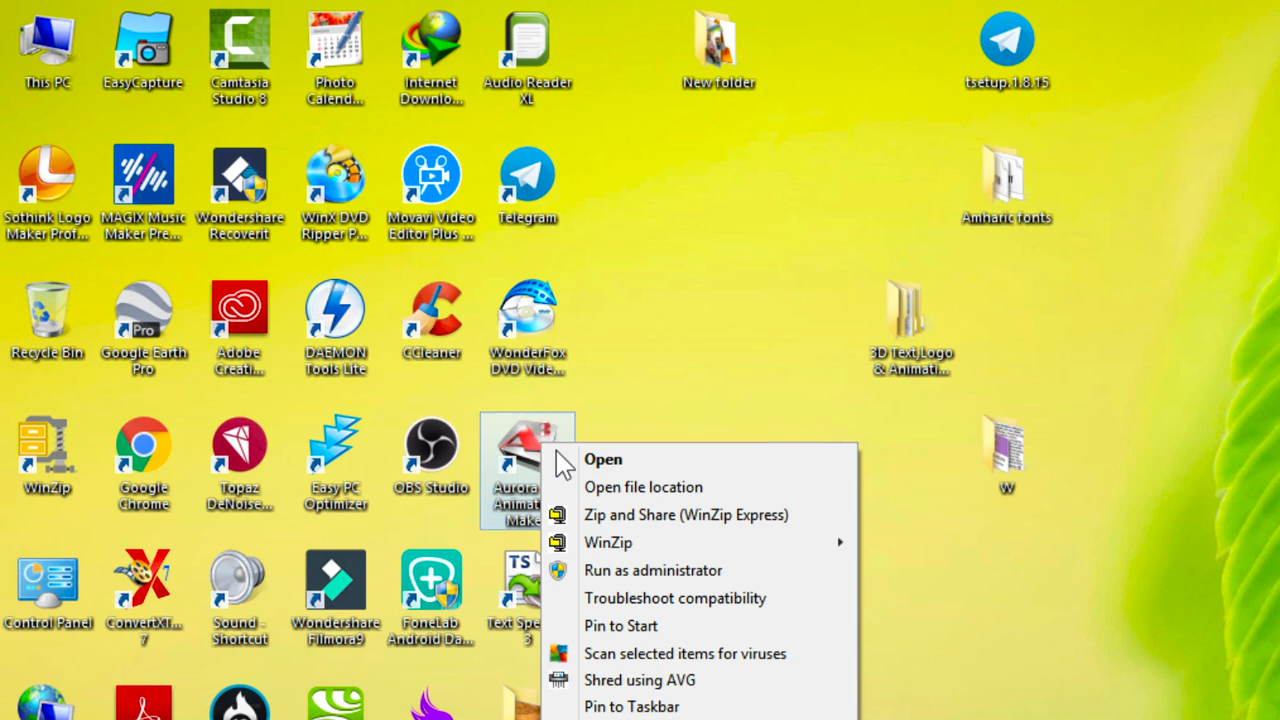 This PC
EasyCapture
Camtasia
Studio 8
Photo
Calend...
Internet
Downlo...
Audio Reader
XL
New folder
tsetup.1.8.15
Sothink Logo
Maker Prof...
MAGIX Music
Maker Pre...
Wondershare
Recoverit
WinX DVD
Ripper P...
Movavi Video
Editor Plus ...
Telegram
Amharic fonts
Recycle Bin
Pro
Google Earth
Pro
Adobe
Creati...
DAEMON
Tools Lite
CCleaner
WonderFox
DVD Vide...
3D Text,Logo
& Animati...
WinZip
Google
Chrome
Topaz
DeNoise...
Easy PC
Optimizer
OBS Studio
Aurora
Animat
Make
W
Control Panel
ConvertXT...
7
Sound -
Shortcut
Wondershare
Filmora9
FoneLab
Android Da...
TS
Text Spe
3
Open
Open file location
Zip and Share (WinZip Express)
WinZip
Run as administrator
Troubleshoot compatibility
Pin to Start
Scan selected items for viruses
Shred using AVG
Pin to Taskbar